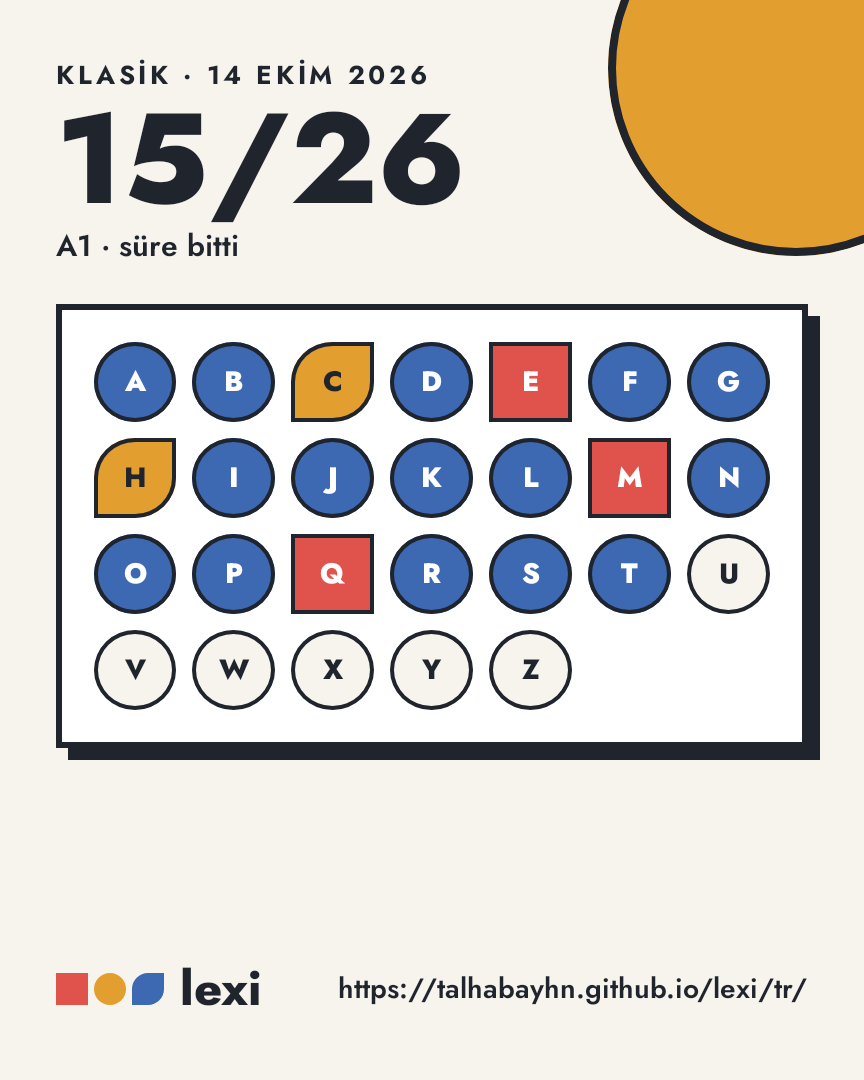 KLASİK · 14 EKİM 2026
15/26
A1 · süre bitti
A B C D E F G
H I J K L M N
O P Q R S T U
V W X Y Z
lexi https://talhabayhn.github.io/lexi/tr/